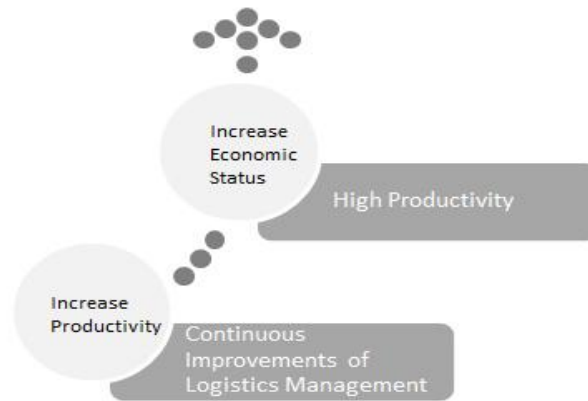 Increase
Economic
Status
High Productivity
Increase
Productivity
Continuous
Improvements of
Logistics Management